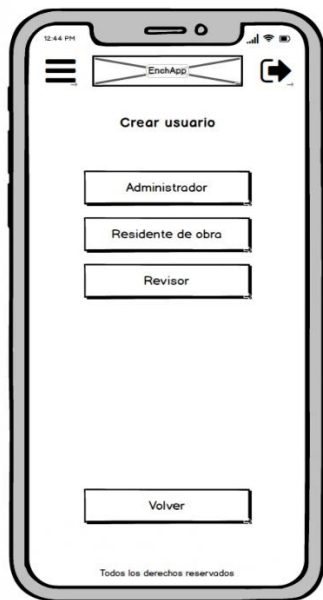 12:44 PM
EnchApp
Crear usuario
Administrador
Residente de obra
Revisor
Volver
Todos los derechos reservados